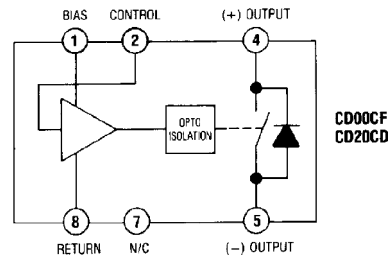 BIAS CONTROL (+) OUTPUT
1 2 4
OPTO
ISOLATION
CD00CF
CD20CD
8 7 5
RETURN N/C (−) OUTPUT